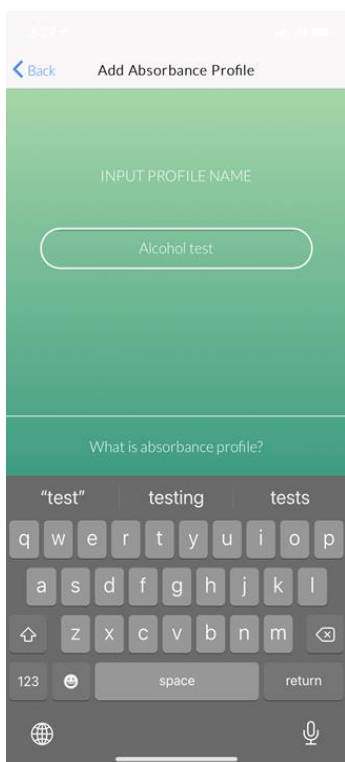 Back Add Absorbance Profile
INPUT PROFILE NAME
Alcohol test
What is absorbance profile?
"test" testing tests
q w e r t y u i o p
a s d f g h j k l
z x c v b n m
123 space return